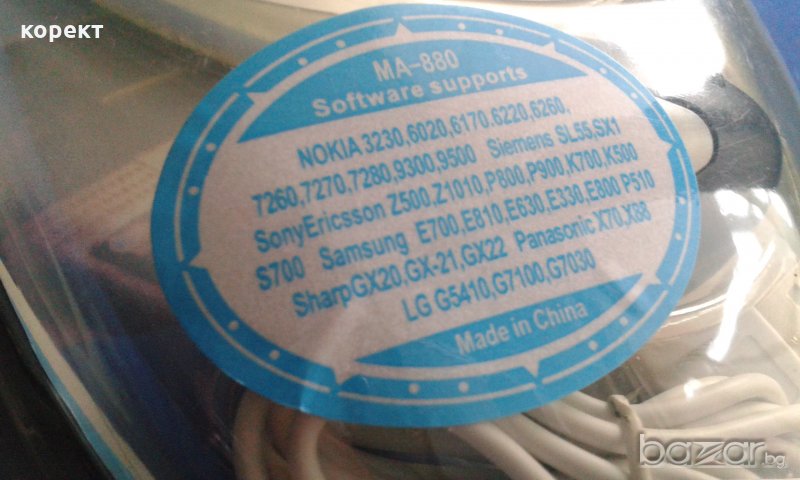 корект
MA-880
Software supports
NOKIA 3230,6020,6170,6220,6260,
7260,7270,7280,9300,9500 Siemens SL55,SX1
SonyEricsson Z500,Z1010,P800,P900,K700,K500
S700 Samsung E700,E810,E630,E330,E800 P510
SharpGX20,GX-21,GX22 Panasonic X70,X88
LG G5410,G7100,G7030
Made in China
bazar.bg